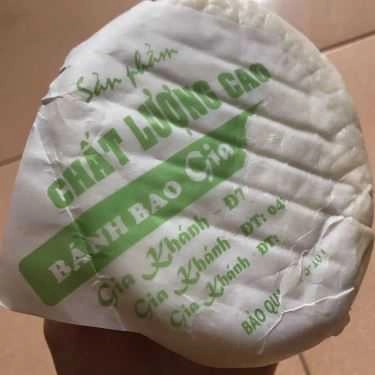 Sản phẩm
CHẤT LƯỢNG CAO
BÁNH BAO Gia
Gia Khánh - ĐT
Gia Khánh - ĐT: 04
Gia Khánh - ĐT:
BẢO QU